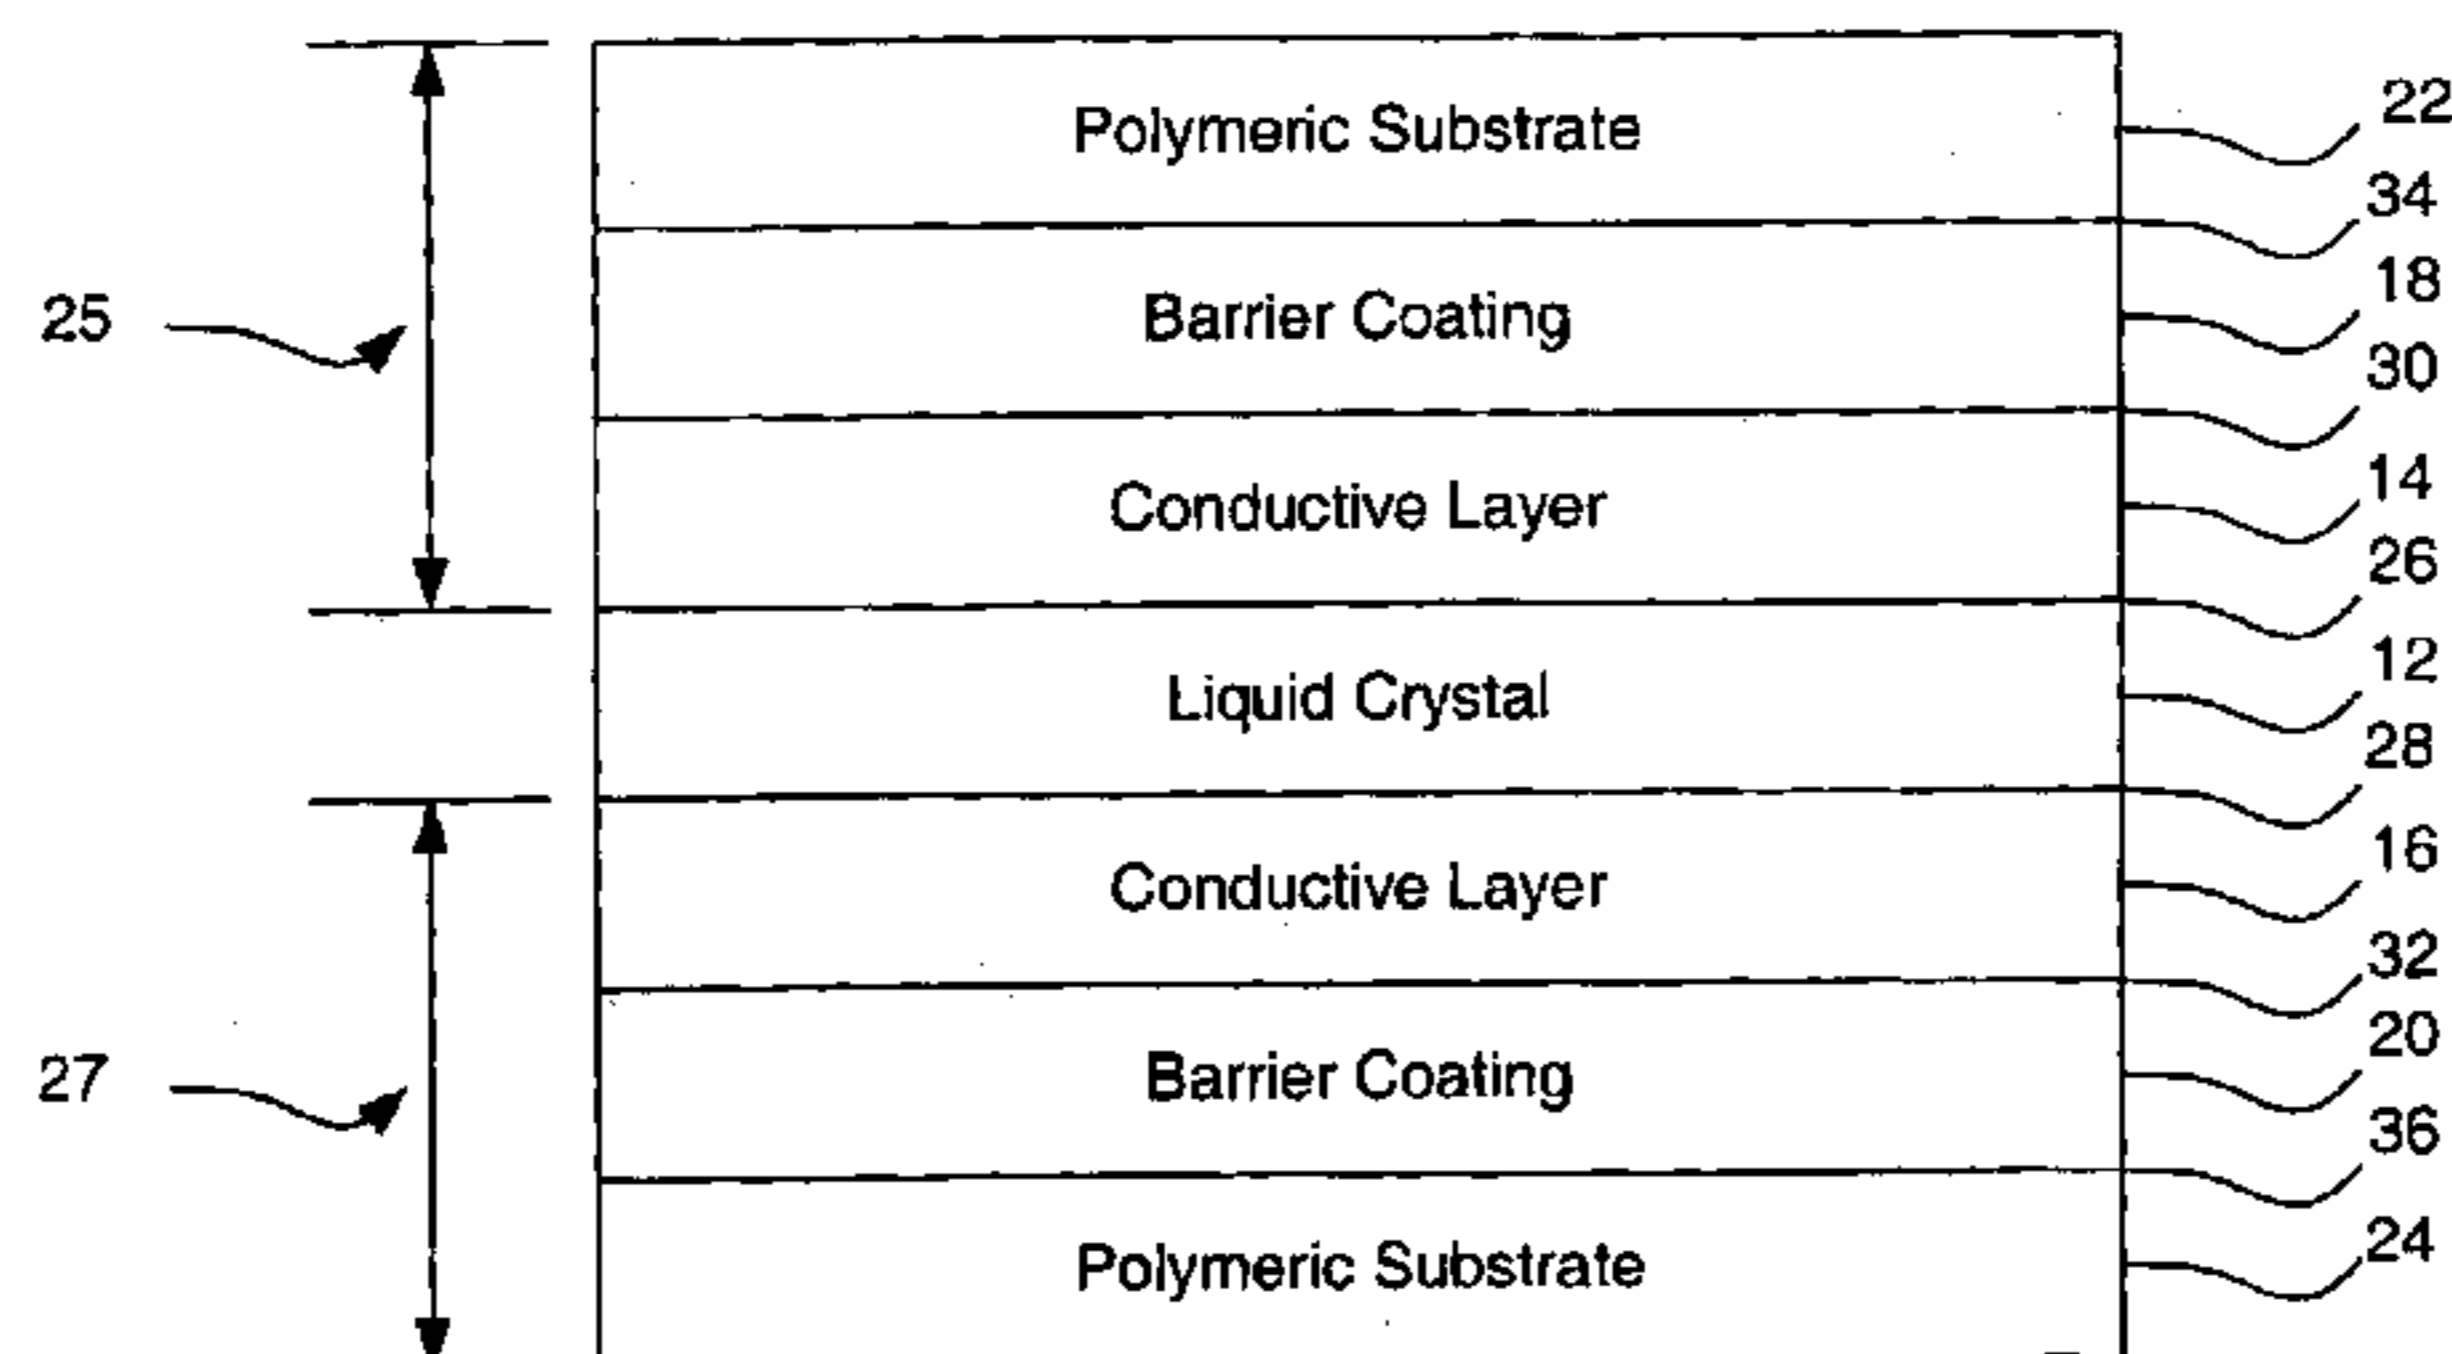 Polymeric Substrate
22
34
Barrier Coating
18
25
30
Conductive Layer
14
26
Liquid Crystal
12
28
Conductive Layer
16
32
Barrier Coating
20
27
36
Polymeric Substrate
24